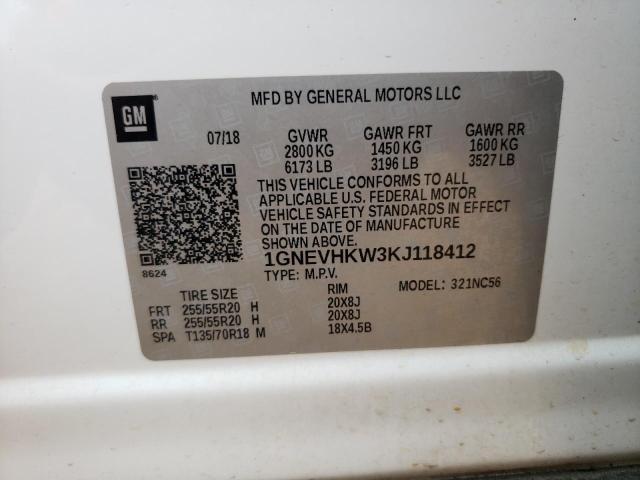 GM
MFD BY GENERAL MOTORS LLC
07/18 GVWR GAWR FRT GAWR RR
2800 KG 1450 KG 1600 KG
6173 LB 3196 LB 3527 LB
THIS VEHICLE CONFORMS TO ALL
APPLICABLE U.S. FEDERAL MOTOR
VEHICLE SAFETY STANDARDS IN EFFECT
ON THE DATE OF MANUFACTURE
SHOWN ABOVE.
8624
1GNEVHKW3KJ118412
TYPE: M.P.V. MODEL: 321NC56
TIRE SIZE RIM
FRT 255/55R20 H 20X8J
RR 255/55R20 H 20X8J
SPA T135/70R18 M 18X4.5B